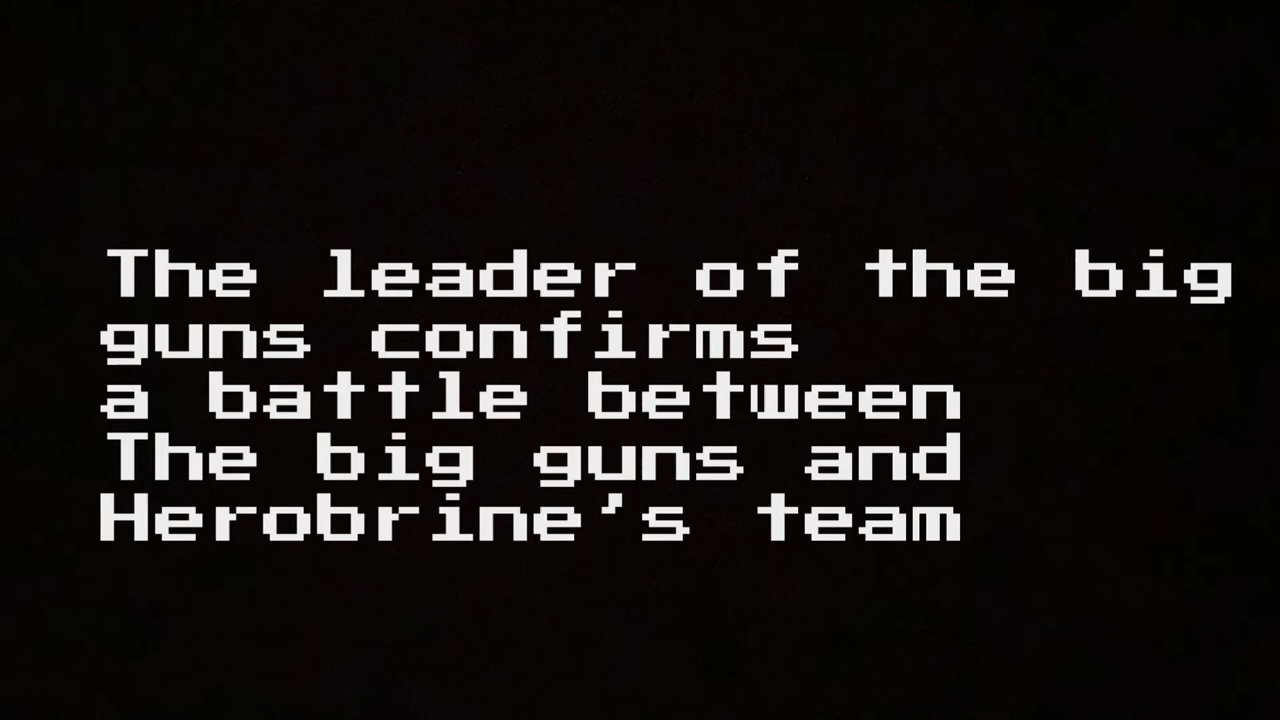 The leader of the big
guns confirms
a battle between
The big guns and
Herobrine's team